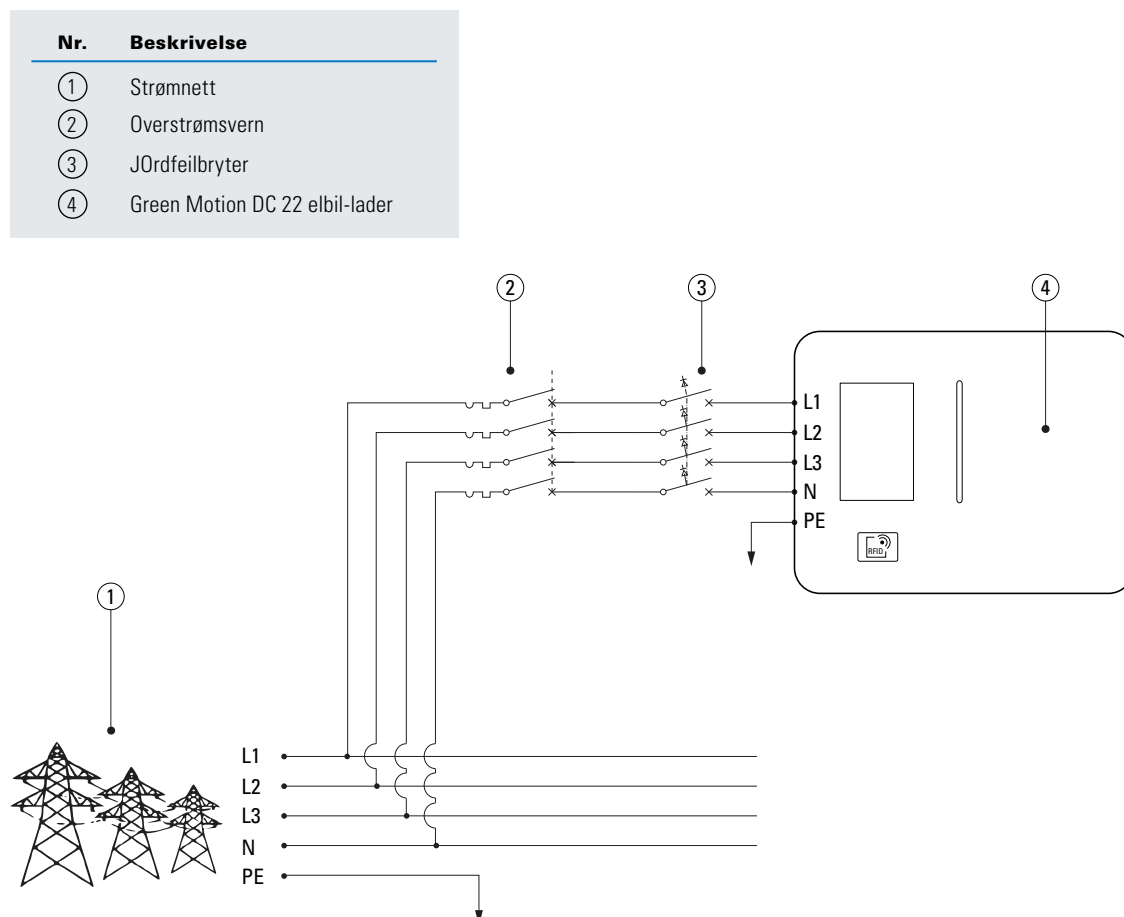 Nr. Beskrivelse
1 Strømnett
2 Overstrømsvern
3 JOrdfeilbryter
4 Green Motion DC 22 elbil-lader
2 3 4
L1
L2
L3
N
PE
RFID
1
L1
L2
L3
N
PE